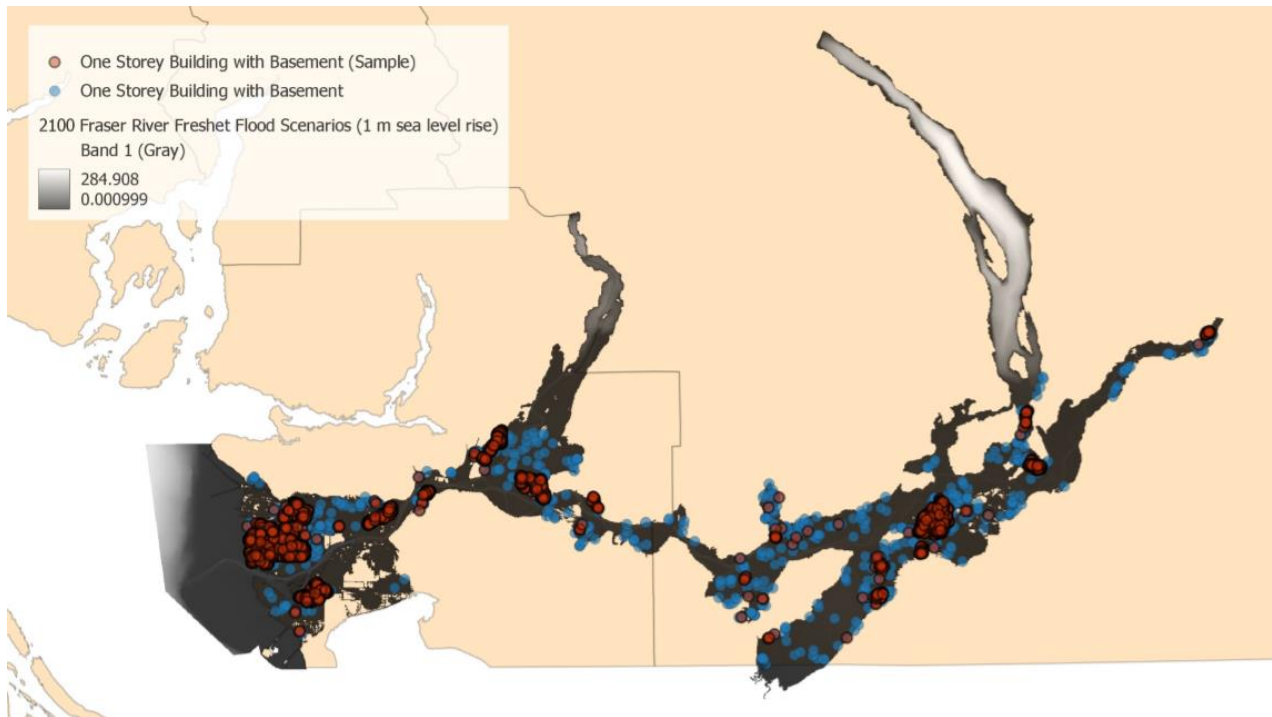 One Storey Building with Basement (Sample)
One Storey Building with Basement
2100 Fraser River Freshet Flood Scenarios (1 m sea level rise)
Band 1 (Gray)
284.908
0.000999